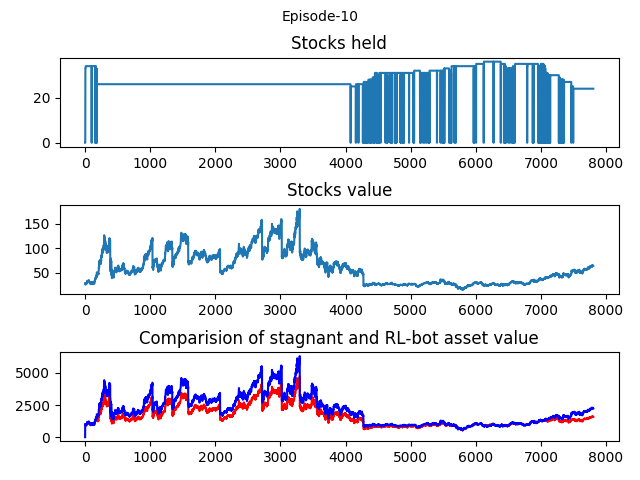 Episode-10
Stocks held
20
0
0 1000 2000 3000 4000 5000 6000 7000 8000
Stocks value
150
100
50
0 1000 2000 3000 4000 5000 6000 7000 8000
Comparision of stagnant and RL-bot asset value
5000
2500
0
0 1000 2000 3000 4000 5000 6000 7000 8000